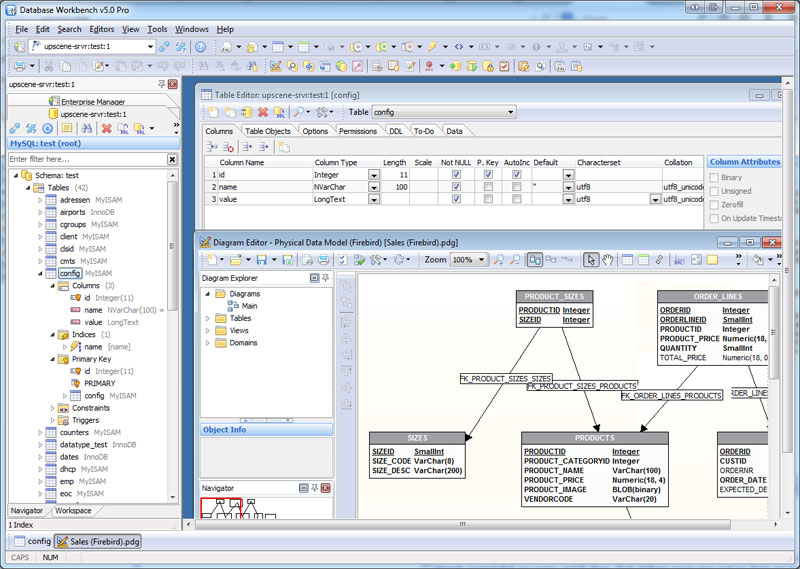 Database Workbench v5.0 Pro
File Edit Search Editors Tools Windows Help
upscene-srvr:test:1
upscene-srvr:test:1
Enterprise Manager
upscene-srvr:test:1
MySQL: test (root)
Enter filter here...
Schema: test
Tables (42)
adressen MyISAM
airports InnoDB
cgroups MyISAM
client MyISAM
clsid MyISAM
cmts MyISAM
config MyISAM
Columns (3)
id Integer(11)
name NVarChar(100) =
value LongText
Indices (1)
name [name]
Primary Key
id Integer(11)
PRIMARY
config MyISAM
Constraints
Triggers
counters MyISAM
datatype_test InnoDB
dates InnoDB
dhcp MyISAM
emp MyISAM
eoc MyISAM
Navigator Workspace
1 Index
Table Editor: upscene-srvr:test:1 [config]
Table config
Columns Table Objects Options Permissions DDL To-Do Data
Column Name Column Type Length Scale Not NULL P. Key AutoInc Default Characterset Collation
1 id Integer 11
2 name NVarChar 100 '' utf8 utf8_unicod
3 value LongText utf8 utf8_unicod
Column Attributes
Binary
Unsigned
Zerofill
On Update Timesta
Diagram Editor - Physical Data Model (Firebird) [Sales (Firebird).pdg]
Zoom 100%
Diagram Explorer
Diagrams
Main
Tables
Views
Domains
Object Info
Navigator
PRODUCT_SIZES
PRODUCTID Integer
SIZEID Integer
ORDER_LINES
ORDERID Integer
ORDERLINEID SmallInt
PRODUCTID Integer
PRODUCT_PRICE Numeric(18,
QUANTITY SmallInt
TOTAL_PRICE Numeric(18, 0
FK_PRODUCT_SIZES_SIZES
FK_PRODUCT_SIZES_PRODUCTS
FK_ORDER_LINES_PRODUCTS
ORDER_LINES
SIZES
SIZEID SmallInt
SIZE_CODE VarChar(8)
SIZE_DESC VarChar(200)
PRODUCTS
PRODUCTID Integer
PRODUCT_CATEGORYID Integer
PRODUCT_NAME VarChar(100)
PRODUCT_PRICE Numeric(18, 4)
PRODUCT_IMAGE BLOB(binary)
VENDORCODE VarChar(20)
ORDERID
CUSTID
ORDERNR
ORDER_DATE
EXPECTED_DE
config Sales (Firebird).pdg
CAPS NUM